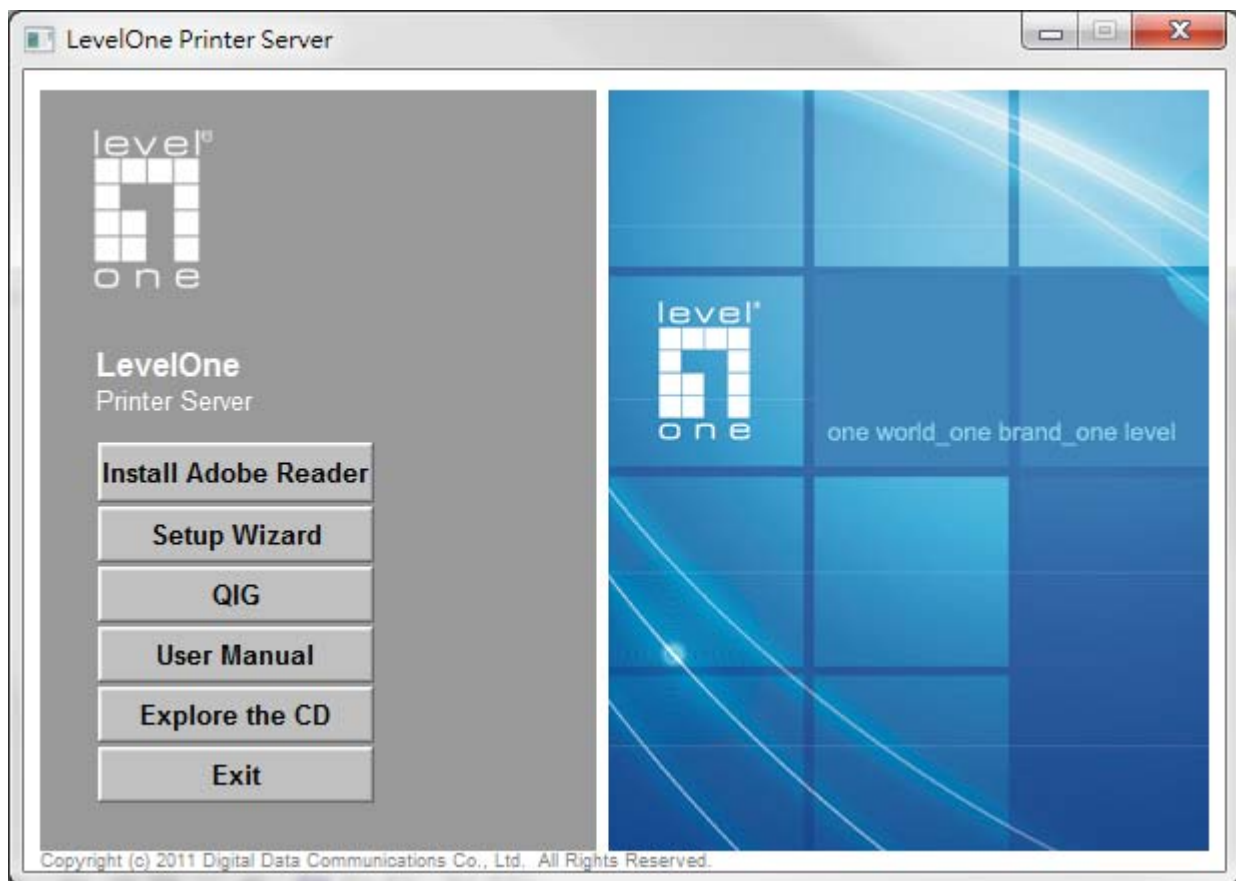 LevelOne Printer Server
level®
one
LevelOne
Printer Server
Install Adobe Reader
Setup Wizard
QIG
User Manual
Explore the CD
Exit
level®
one
one world_one brand_one level
Copyright (c) 2011 Digital Data Communications Co., Ltd.  All Rights Reserved.